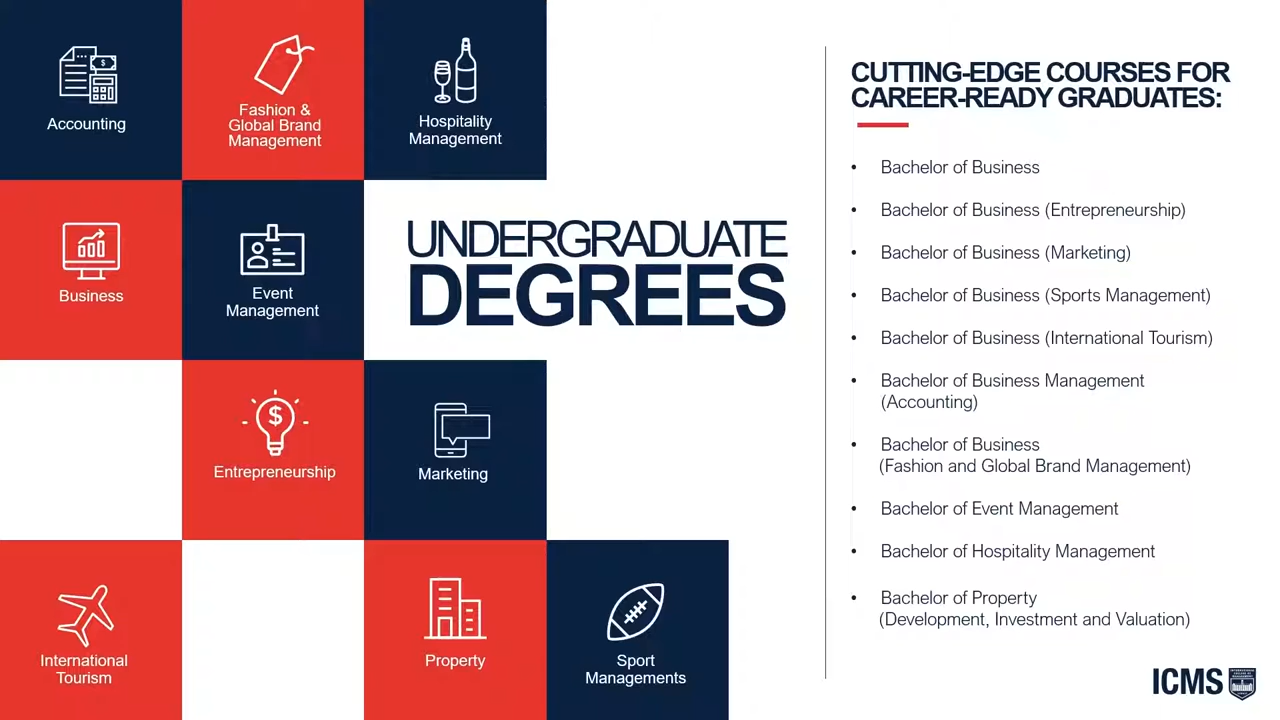 Accounting
Fashion &
Global Brand
Management
Hospitality
Management
Business
Event
Management
UNDERGRADUATE
DEGREES
Entrepreneurship
Marketing
International
Tourism
Property
Sport
Managements
CUTTING-EDGE COURSES FOR
CAREER-READY GRADUATES:
• Bachelor of Business
• Bachelor of Business (Entrepreneurship)
• Bachelor of Business (Marketing)
• Bachelor of Business (Sports Management)
• Bachelor of Business (International Tourism)
• Bachelor of Business Management
(Accounting)
• Bachelor of Business
(Fashion and Global Brand Management)
• Bachelor of Event Management
• Bachelor of Hospitality Management
• Bachelor of Property
(Development, Investment and Valuation)
ICMS